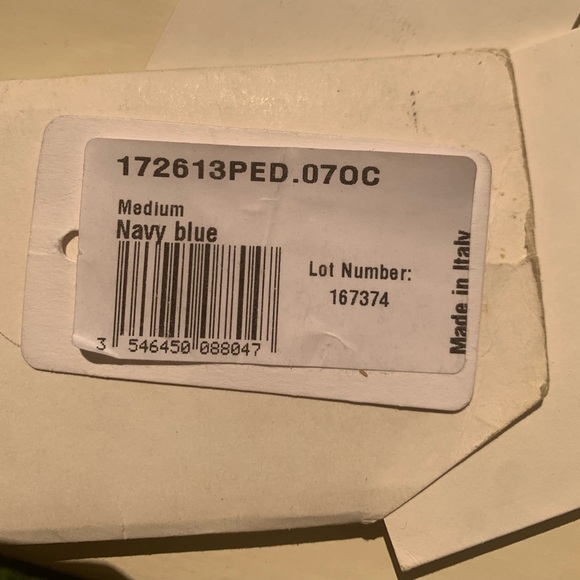 172613PED.07OC
Medium
Navy blue
Lot Number:
167374
Made in Italy
3 546450 088047